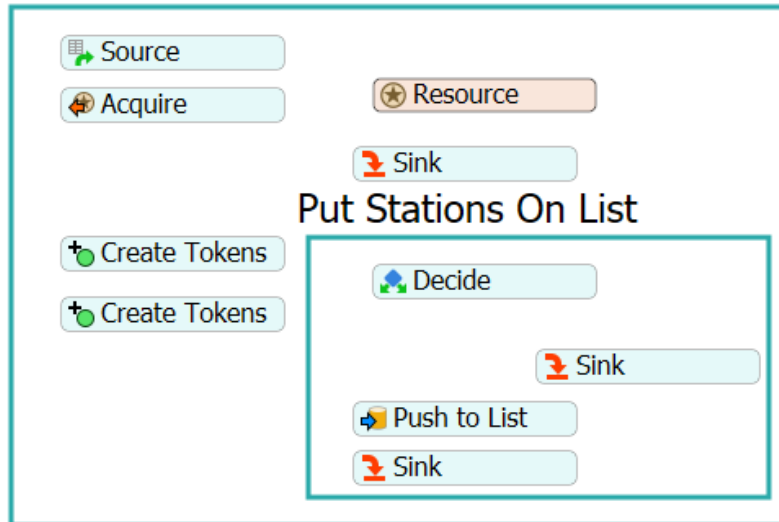 Source
Acquire
Resource
Sink
Put Stations On List
Create Tokens
Create Tokens
Decide
Sink
Push to List
Sink